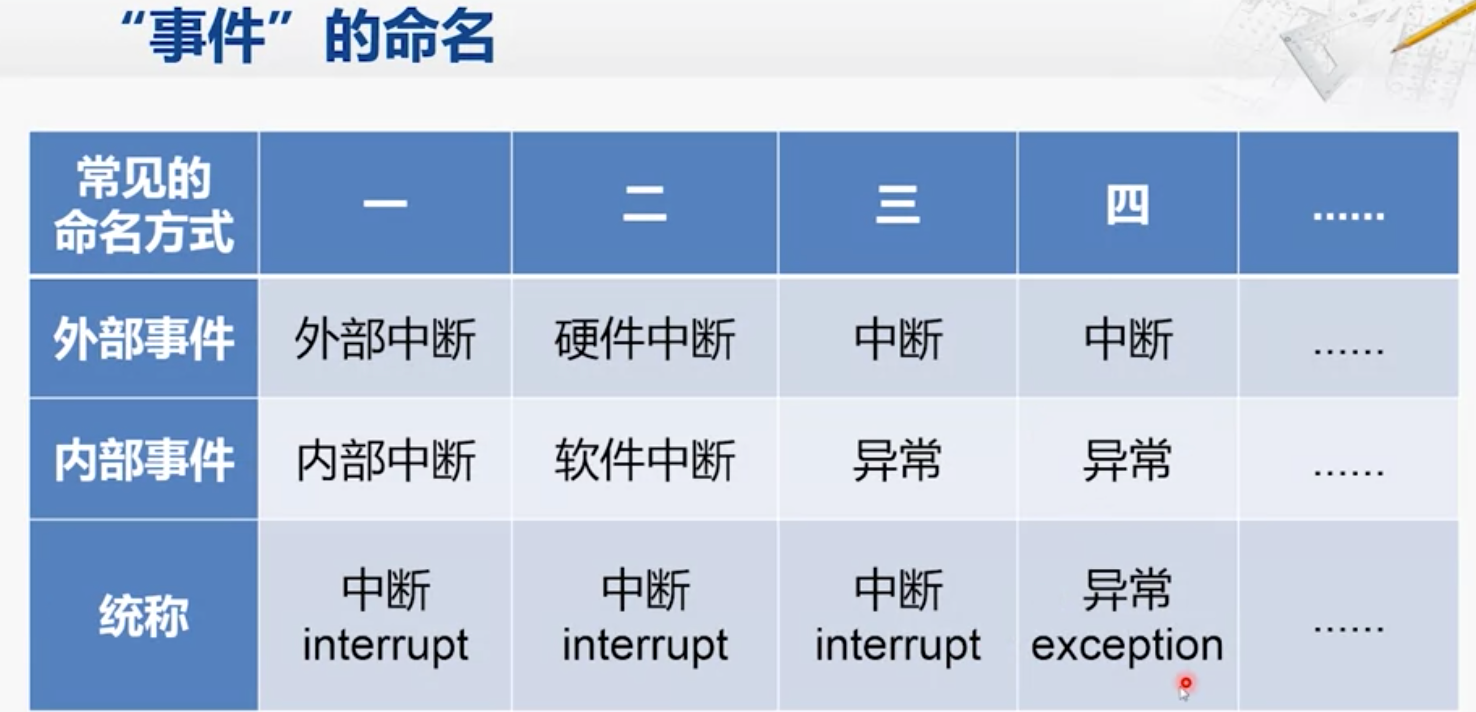 “事件”的命名
常见的
命名方式
一
二
三
四
……
外部事件
外部中断
硬件中断
中断
中断
……
内部事件
内部中断
软件中断
异常
异常
……
统称
中断
interrupt
中断
interrupt
中断
interrupt
异常
exception
……